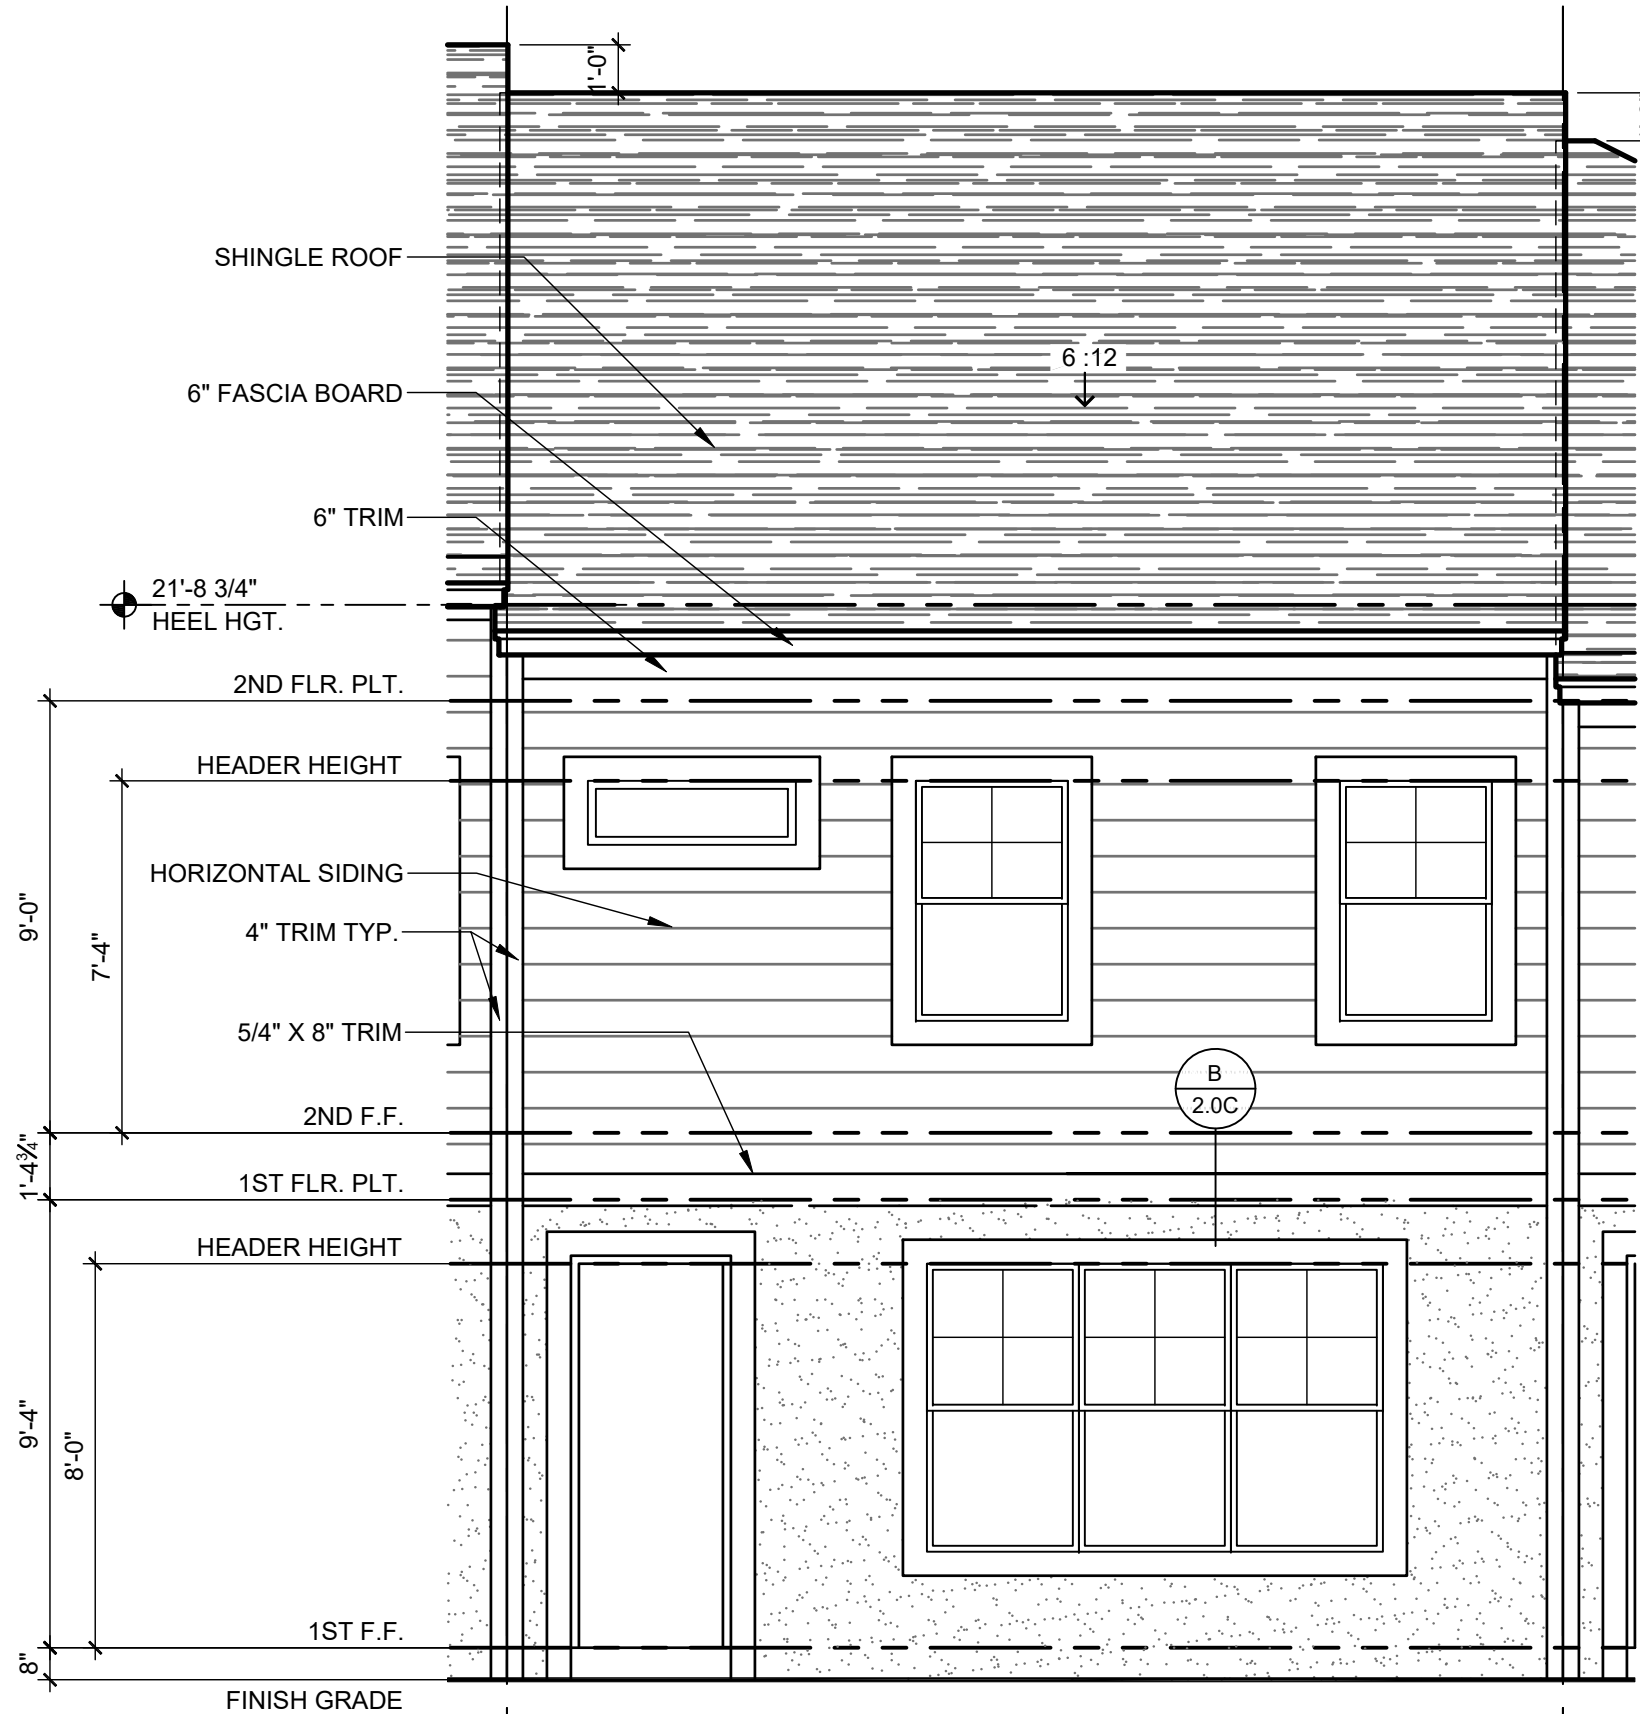 1'-0"
SHINGLE ROOF
6 :12
6" FASCIA BOARD
6" TRIM
21'-8 3/4"
HEEL HGT.
2ND FLR. PLT.
HEADER HEIGHT
HORIZONTAL SIDING
9'-0"
4" TRIM TYP.
7'-4"
5/4" X 8" TRIM
B
2.0C
2ND F.F.
1'-4¾"
1ST FLR. PLT.
HEADER HEIGHT
9'-4"
8'-0"
1ST F.F.
8"
FINISH GRADE